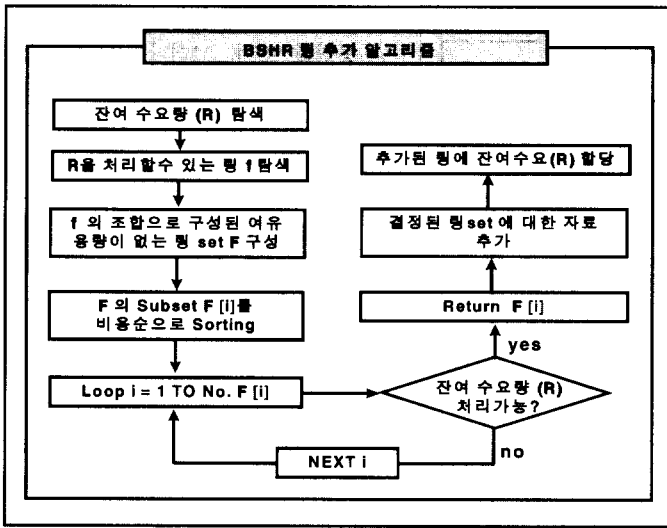 BSHR 링 추가 알고리즘
잔여 수요량 (R) 탐색
R을 처리할수 있는 링 f 탐색
f 의 조합으로 구성된 여유
용량이 없는 링 set F 구성
F 의 Subset F [i]를
비용순으로 Sorting
Loop i = 1 TO No. F [i]
잔여 수요량 (R)
처리가능?
no
NEXT i
yes
Return F [i]
결정된 링 set 에 대한 자료
추가
추가된 링에 잔여수요(R) 할당